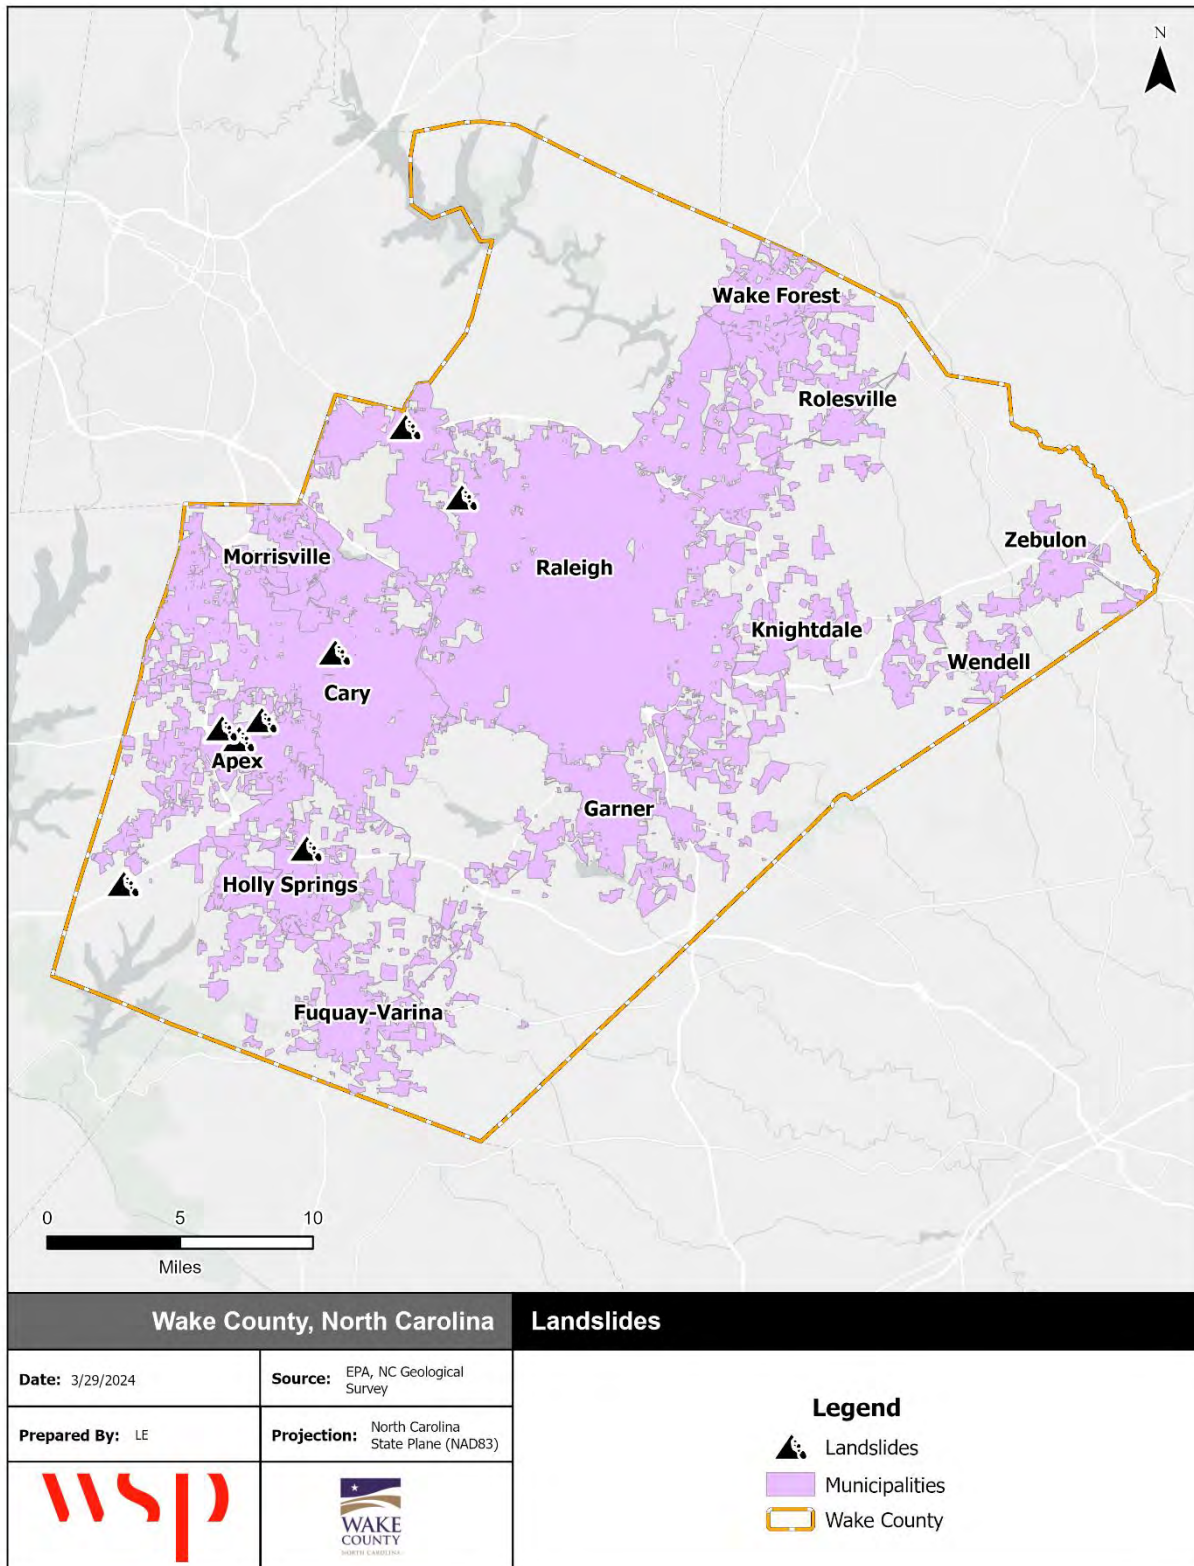 N
Wake Forest
Rolesville
Zebulon
Morrisville
Raleigh
Knightdale
Wendell
Cary
Apex
Garner
Holly Springs
Fuquay-Varina
0 5 10
Miles
Wake County, North Carolina
Landslides
Date: 3/29/2024
Source: EPA, NC Geological
Survey
Prepared By: LE
Projection: North Carolina
State Plane (NAD83)
wsp
WAKE
COUNTY
NORTH CAROLINA
Legend
Landslides
Municipalities
Wake County